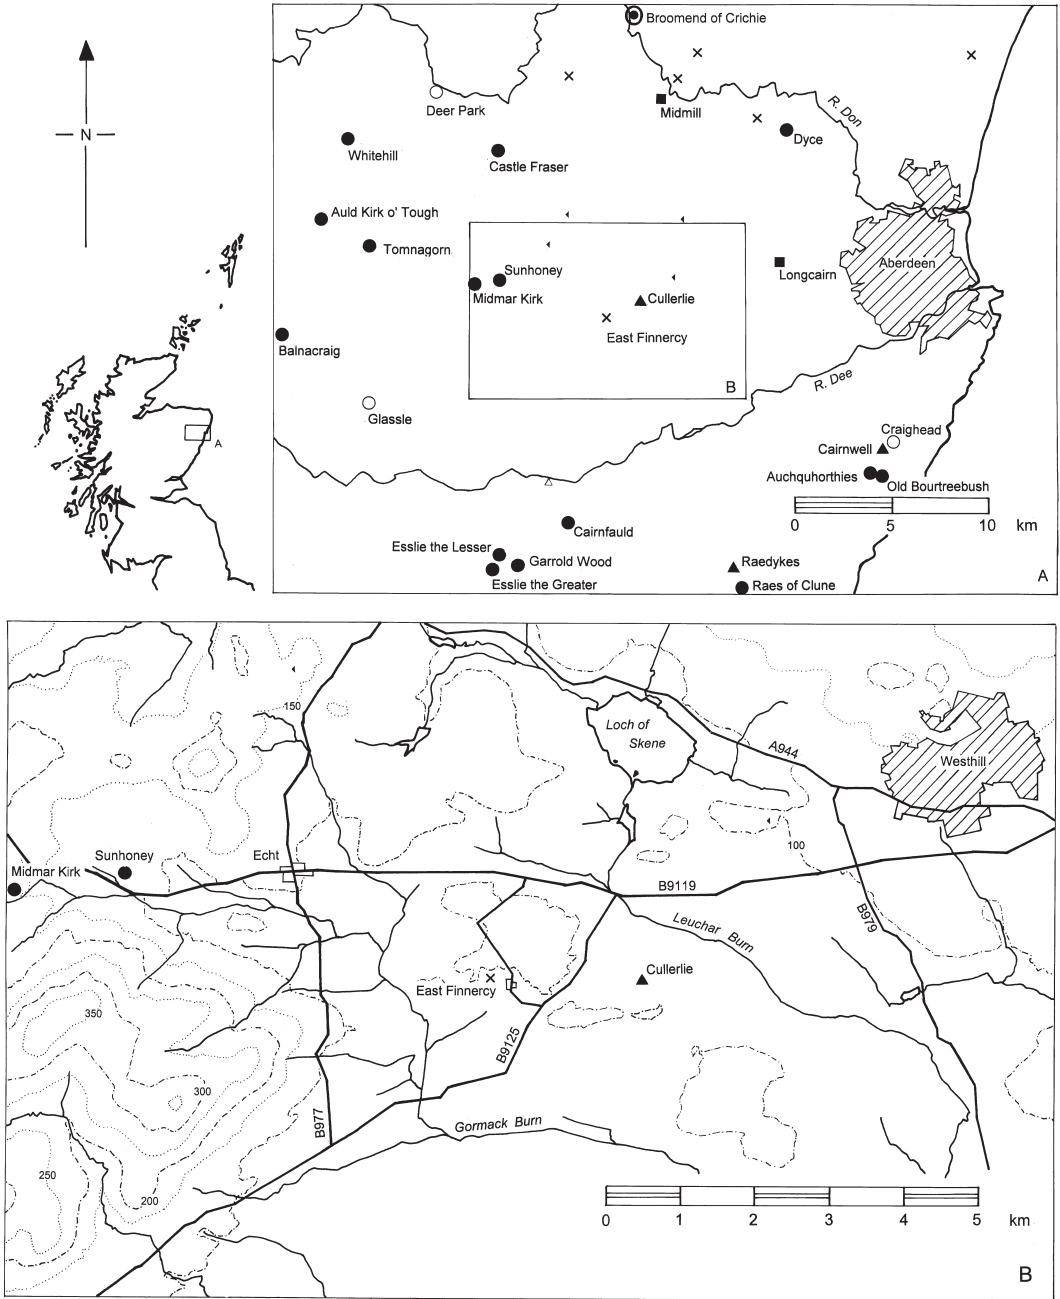 Broomend of Crichie
N
Deer Park
Midmill
R. Don
Dyce
Whitehill
Castle Fraser
Auld Kirk o' Tough
Tomnagorn
Sunhoney
Midmar Kirk
Cullerlie
Longcairn
Aberdeen
East Finnercy
Balnacraig
B
R. Dee
Glassle
A
Craighead
Cairnwell
Auchquhorthies
Old Bourtreebush
0 5 10 km
Cairnfauld
Esslie the Lesser
Garrold Wood
Esslie the Greater
Raedykes
Raes of Clune
A
150
Loch of
Skene
A944
Westhill
100
Sunhoney
Echt
Midmar Kirk
B9119
Leuchar Burn
B979
Cullerlie
East Finnercy
350
B9125
300
B977
Gormack Burn
250
200
0 1 2 3 4 5 km
B